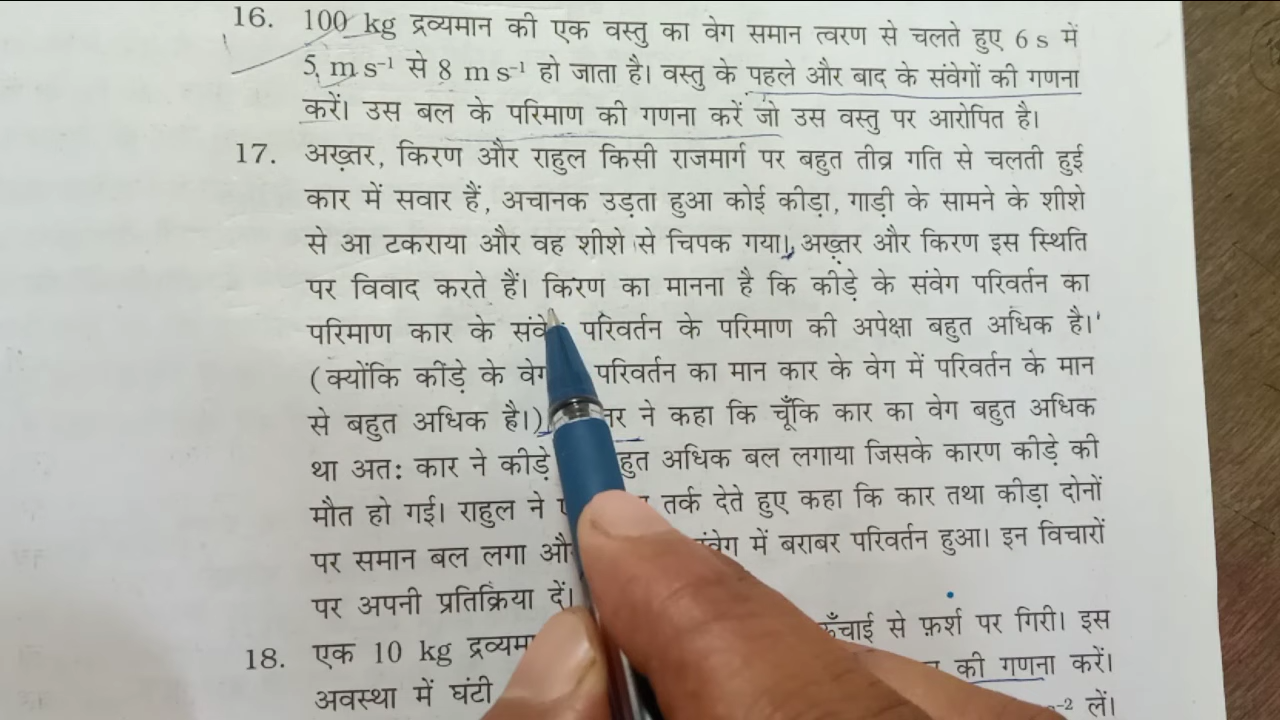 16. 100 kg द्रव्यमान की एक वस्तु का वेग समान त्वरण से चलते हुए 6 s में
5 m s⁻¹ से 8 m s⁻¹ हो जाता है। वस्तु के पहले और बाद के संवेगों की गणना
करें। उस बल के परिमाण की गणना करें जो उस वस्तु पर आरोपित है।
17. अख़्तर, किरण और राहुल किसी राजमार्ग पर बहुत तीव्र गति से चलती हुई
कार में सवार हैं, अचानक उड़ता हुआ कोई कीड़ा, गाड़ी के सामने के शीशे
से आ टकराया और वह शीशे से चिपक गया। अख़्तर और किरण इस स्थिति
पर विवाद करते हैं। किरण का मानना है कि कीड़े के संवेग परिवर्तन का
परिमाण कार के परिवर्तन के परिमाण की अपेक्षा बहुत अधिक है।
(क्योंकि कीड़े के परिवर्तन का मान कार के वेग में परिवर्तन के मान
से बहुत अधिक है।) ने कहा कि चूँकि कार का वेग बहुत अधिक
था अत: कार ने कीड़े अधिक बल लगाया जिसके कारण कीड़े की
मौत हो गई। राहुल ने तर्क देते हुए कहा कि कार तथा कीड़ा दोनों
पर समान बल लगा में बराबर परिवर्तन हुआ। इन विचारों
पर अपनी प्रतिक्रिया दें।
18. एक 10 kg से फ़र्श पर गिरी। इस
अवस्था में घंटी की गणना करें।
लें।